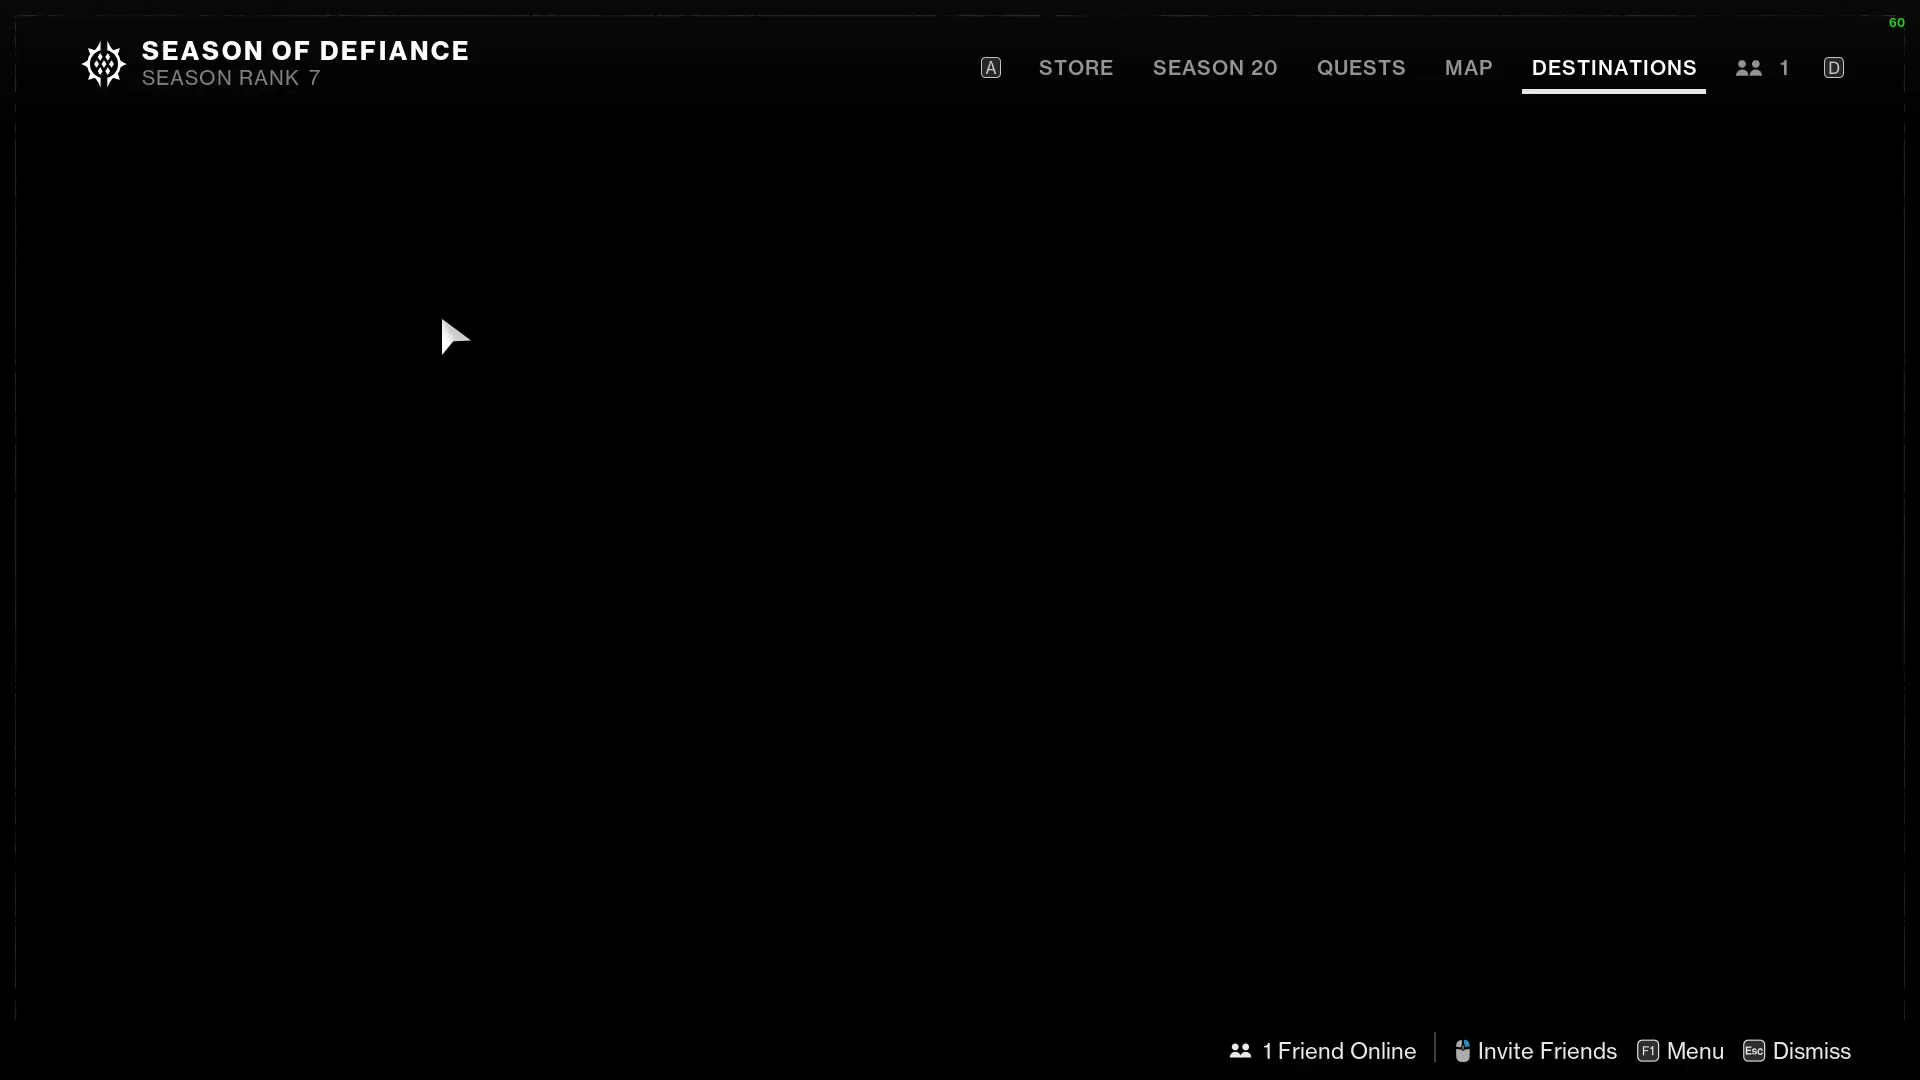 60
SEASON OF DEFIANCE
SEASON RANK 7
A STORE SEASON 20 QUESTS MAP DESTINATIONS 1 D
1 Friend Online Invite Friends F1 Menu Esc Dismiss